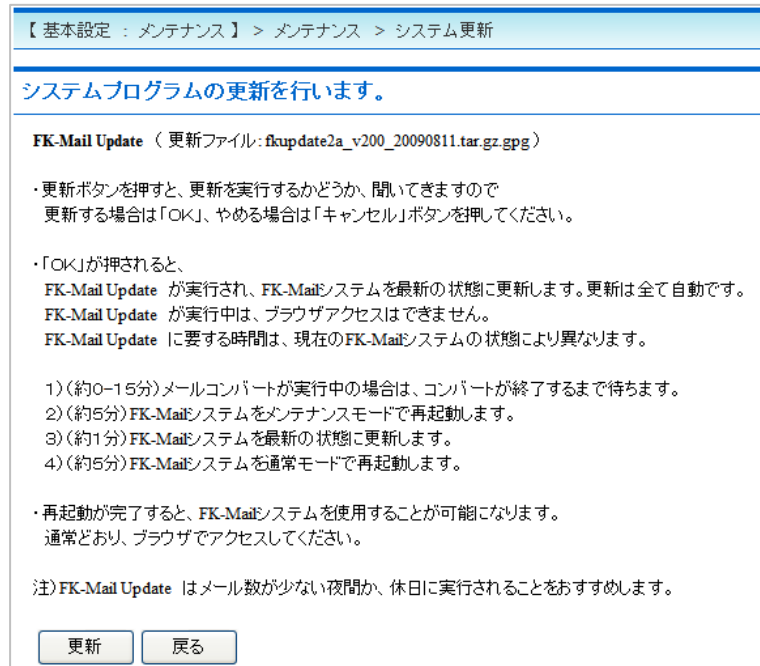 【 基本設定 ： メンテナンス 】 ＞ メンテナンス ＞ システム更新
システムプログラムの更新を行います。
FK-Mail Update （ 更新ファイル：fkupdate2a_v200_20090811.tar.gz.gpg ）
・更新ボタンを押すと、更新を実行するかどうか、聞いてきますので
更新する場合は「OK」、やめる場合は「キャンセル」ボタンを押してください。
・「OK」が押されると、
FK-Mail Update が実行され、FK-Mailシステムを最新の状態に更新します。更新は全て自動です。
FK-Mail Update が実行中は、ブラウザアクセスはできません。
FK-Mail Update に要する時間は、現在のFK-Mailシステムの状態により異なります。
１）（約0-15分）メールコンバートが実行中の場合は、コンバートが終了するまで待ちます。
２）（約5分）FK-Mailシステムをメンテナンスモードで再起動します。
３）（約1分）FK-Mailシステムを最新の状態に更新します。
４）（約5分）FK-Mailシステムを通常モードで再起動します。
・再起動が完了すると、FK-Mailシステムを使用することが可能になります。
通常どおり、ブラウザでアクセスしてください。
注）FK-Mail Update はメール数が少ない夜間か、休日に実行されることをおすすめします。
更新 戻る